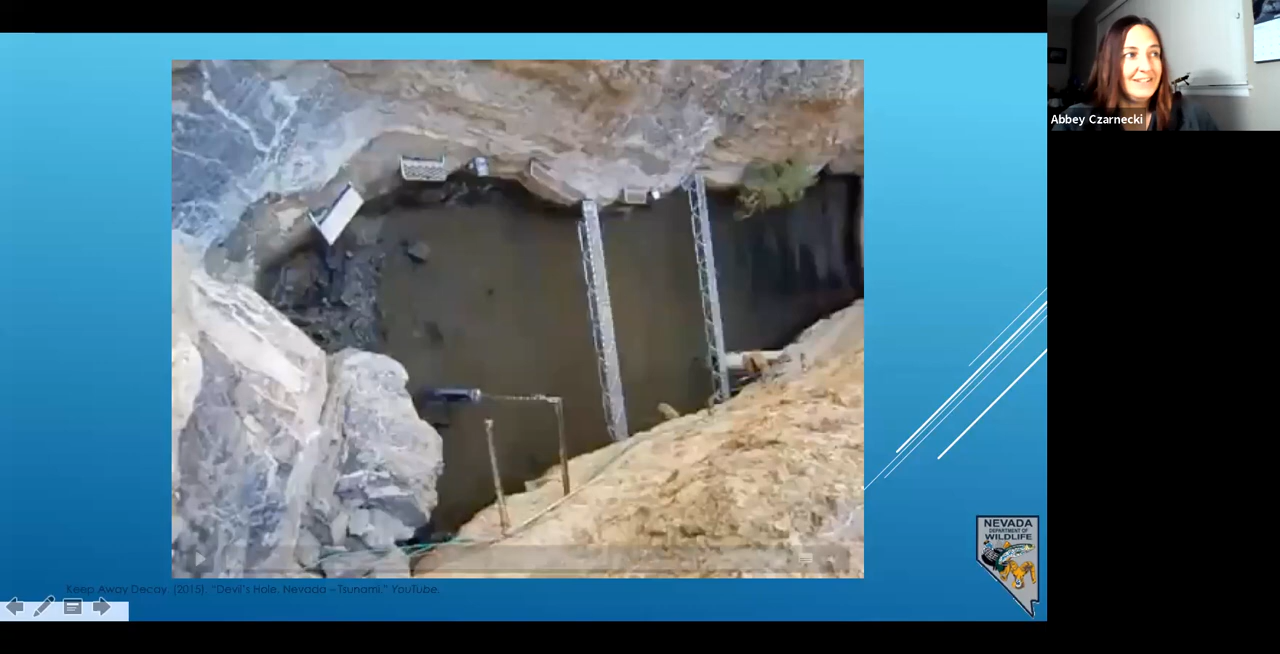 Abbey Czarnecki
NEVADA
DEPARTMENT OF
WILDLIFE
Keep Away Decay. (2015). "Devil's Hole, Nevada – Tsunami." YouTube.